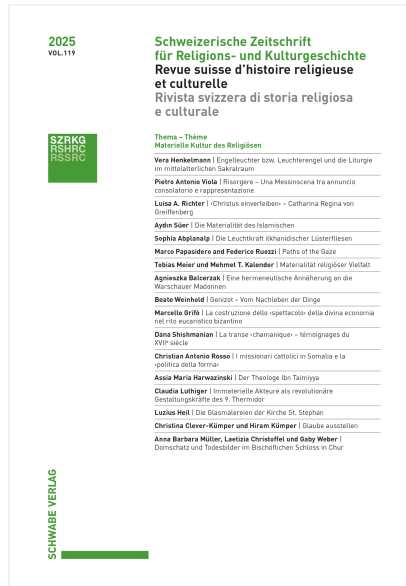 2025
VOL.119
Schweizerische Zeitschrift
für Religions- und Kulturgeschichte
Revue suisse d'histoire religieuse
et culturelle
Rivista svizzera di storia religiosa
e culturale
SZRKG
RSHRC
RSSRC
Thema – Thème
Materielle Kultur des Religiösen
Vera Henkelmann | Engelleuchter bzw. Leuchterengel und die Liturgie
im mittelalterlichen Sakralraum
Pietro Antonio Viola | Risorgere – Una Messinscena tra annuncio
consolatorio e rappresentazione
Luisa A. Richter | ‹Christus einverleiben› – Catharina Regina von
Greiffenberg
Aydın Süer | Die Materialität des Islamischen
Sophia Abplanalp | Die Leuchtkraft ilkhanidischer Lüsterfliesen
Marco Papasidero and Federico Ruozzi | Paths of the Gaze
Tobias Meier und Mehmet T. Kalender | Materialität religiöser Vielfalt
Agnieszka Balcerzak | Eine hermeneutische Annäherung an die
Warschauer Madonnen
Beate Weinhold | Genizot – Vom Nachleben der Dinge
Marcello Grifò | La costruzione dello ‹spettacolo› della divina economia
nel rito eucaristico bizantino
Dana Shishmanian | La transe ‹chamanique› – témoignages du
XVIIe siècle
Christian Antonio Rosso | I missionari cattolici in Somalia e la
‹politica della forma›
Assia Maria Harwazinski | Der Theologe Ibn Taimiyya
Claudia Luthiger | Immaterielle Akteure als revolutionäre
Gestaltungskräfte des 9. Thermidor
Luzius Heil | Die Glasmalereien der Kirche St. Stephan
Christina Clever-Kümper und Hiram Kümper | Glaube ausstellen
Anna Barbara Müller, Laetizia Christoffel und Gaby Weber |
Domschatz und Todesbilder im Bischöflichen Schloss in Chur
SCHWABE VERLAG